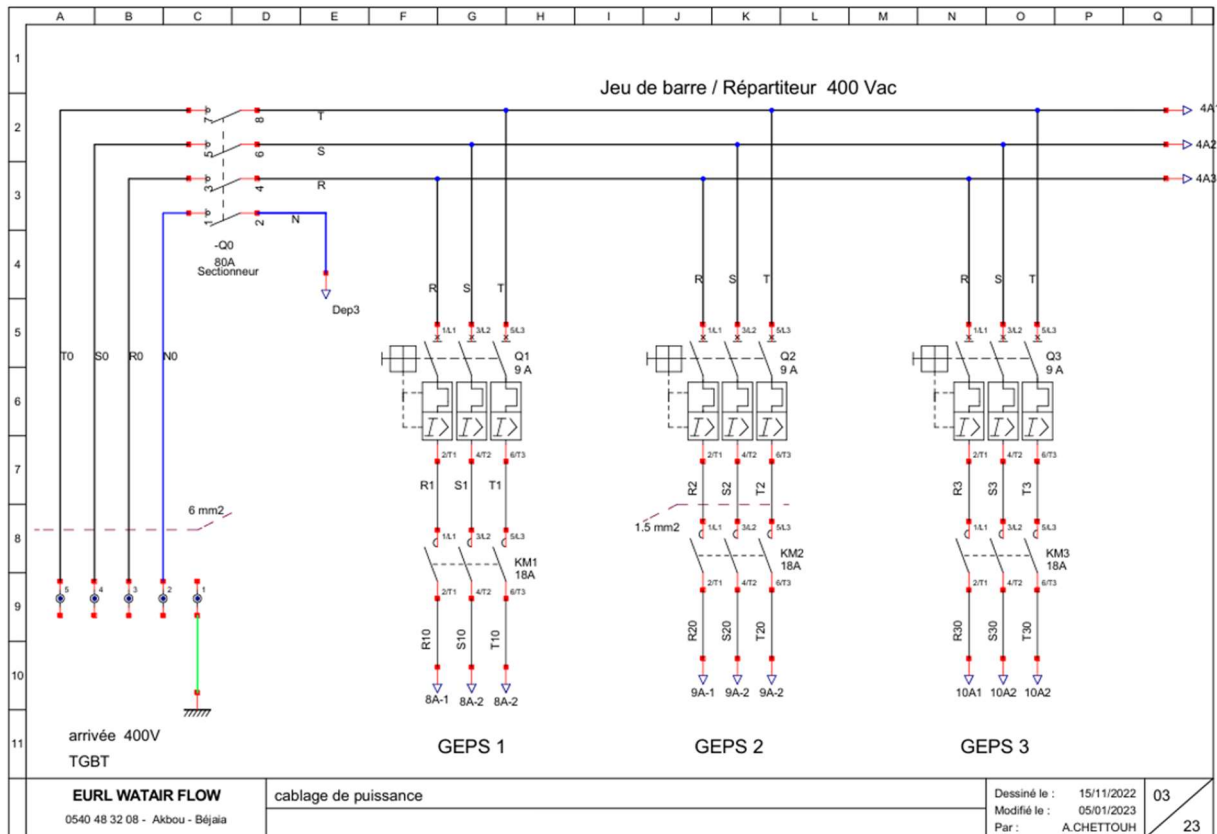 A B C D E F G H I J K L M N O P Q
1
Jeu de barre / Répartiteur 400 Vac
2
7 8 T 4A1
5 6 S 4A2
3
3 4 R 4A3
1 2 N
-Q0
80A
Sectionneur
4
R S T R S T R S T
Dep3
5
1/L1 3/L2 5/L3 1/L1 3/L2 5/L3 1/L1 3/L2 5/L3
T0 S0 R0 N0
Q1
9 A
Q2
9 A
Q3
9 A
6
I> I> I> I> I> I> I> I> I>
2/T1 4/T2 6/T3 2/T1 4/T2 6/T3 2/T1 4/T2 6/T3
7
R1 S1 T1 R2 S2 T2 R3 S3 T3
6 mm2
1.5 mm2
8
1/L1 3/L2 5/L3 1/L1 3/L2 5/L3 1/L1 3/L2 5/L3
KM1
18A
KM2
18A
KM3
18A
2/T1 4/T2 6/T3 2/T1 4/T2 6/T3 2/T1 4/T2 6/T3
9
5 4 3 2 1
R10 S10 T10 R20 S20 T20 R30 S30 T30
10
8A-1 8A-2 8A-2 9A-1 9A-2 9A-2 10A1 10A2 10A2
11
arrivée 400V
TGBT
GEPS 1 GEPS 2 GEPS 3
EURL WATAIR FLOW
0540 48 32 08 - Akbou - Béjaia
cablage de puissance
Dessiné le : 15/11/2022
Modifié le : 05/01/2023
Par : A.CHETTOUH
03
23